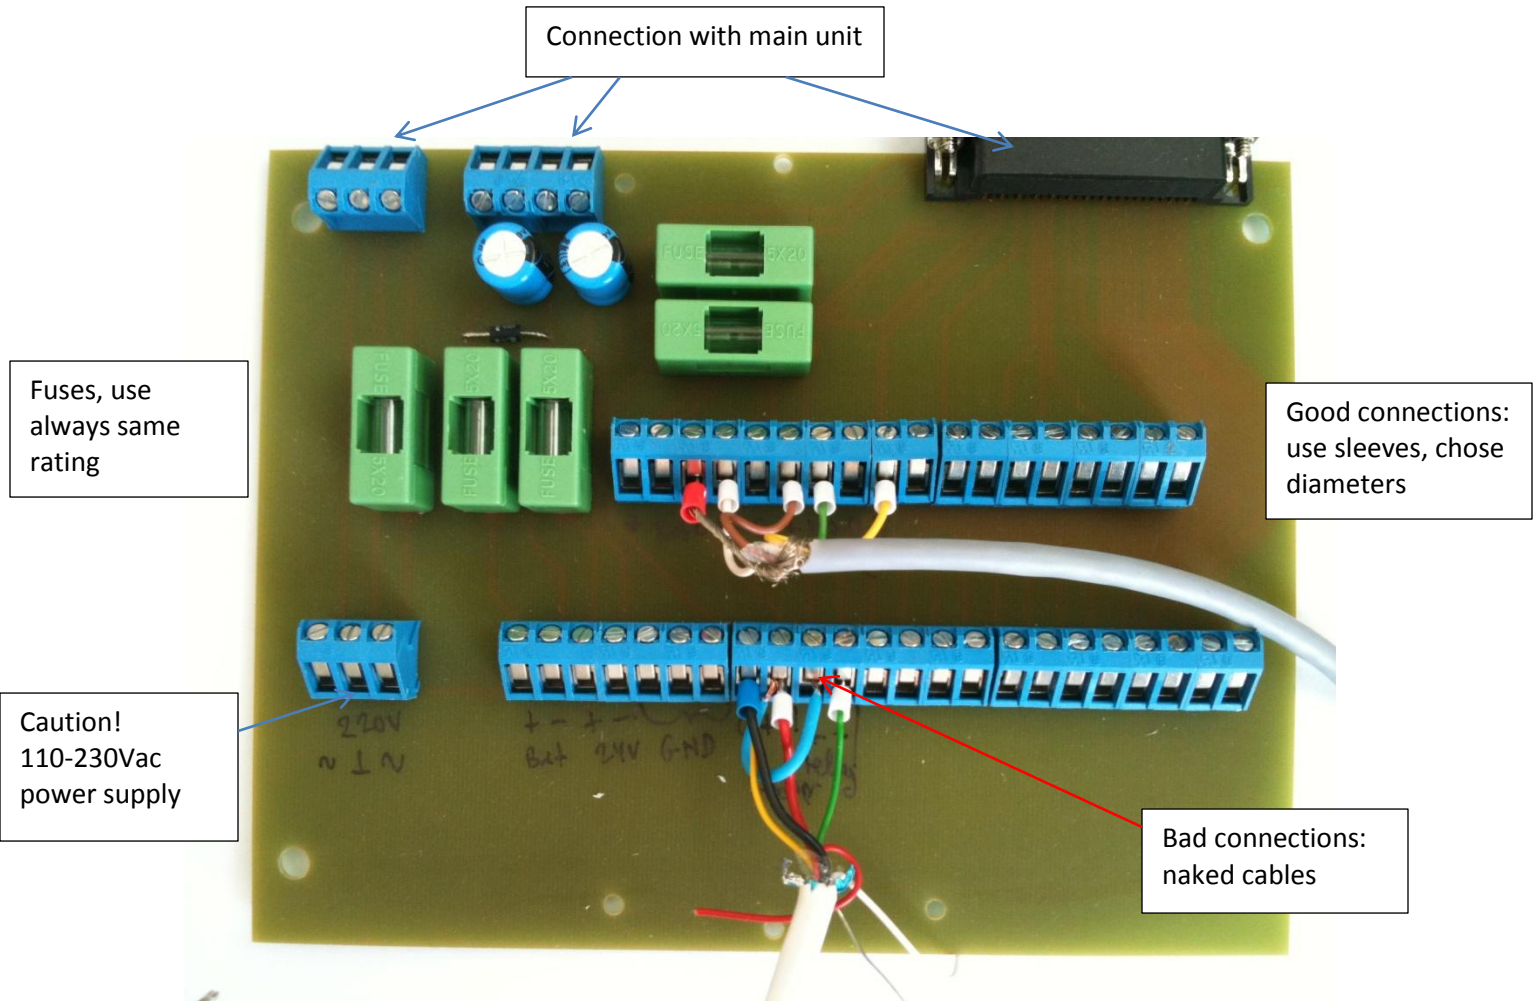 Connection with main unit
FUSE 5X20
FUSE 5X20
FUSE 5X20
FUSE 5X20
FUSE 5X20
Fuses, use
always same
rating
Good connections:
use sleeves, chose
diameters
Caution!
110-230Vac
power supply
220V
+ - + -
Bat 24V GND
relay
Bad connections:
naked cables